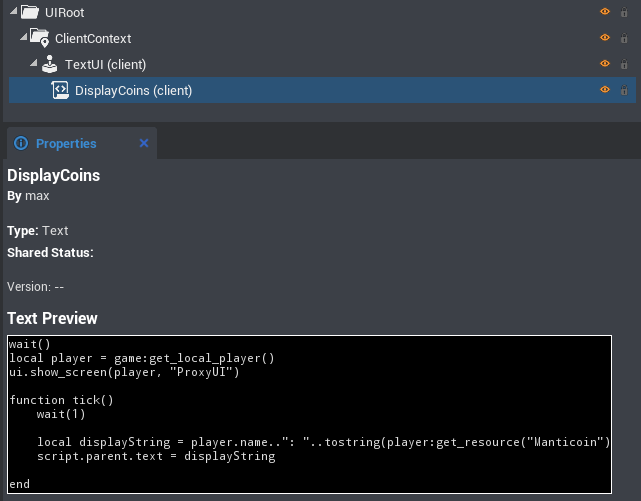 UIRoot
ClientContext
TextUI (client)
DisplayCoins (client)
Properties
DisplayCoins
By max
Type: Text
Shared Status:
Version: --
Text Preview
wait()
local player = game:get_local_player()
ui.show_screen(player, "ProxyUI")
function tick()
    wait(1)
    local displayString = player.name..": "..tostring(player:get_resource("Manticoin")
    script.parent.text = displayString
end